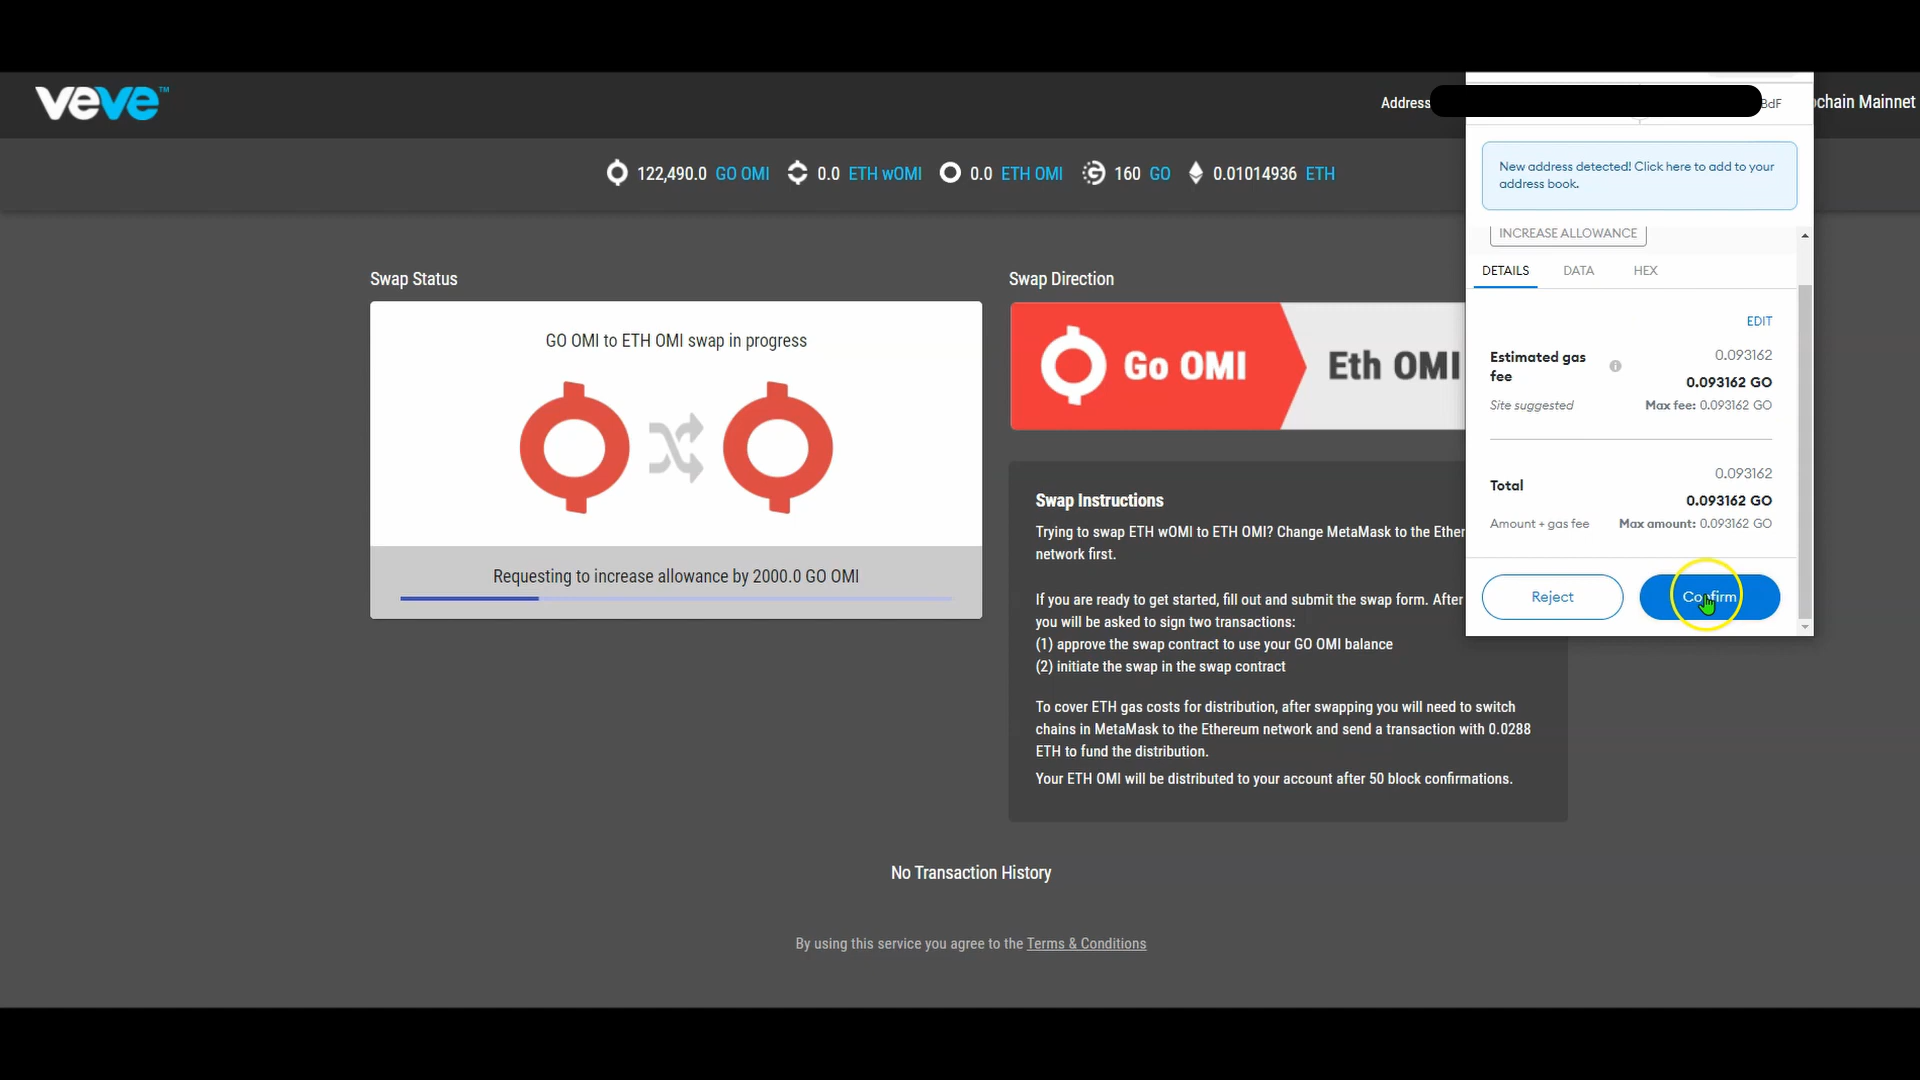 veve™
Address
BdF
chain Mainnet
122,490.0 GO OMI 0.0 ETH wOMI 0.0 ETH OMI 160 GO 0.01014936 ETH
New address detected! Click here to add to your
address book.
INCREASE ALLOWANCE
DETAILS DATA HEX
EDIT
Estimated gas
fee
0.093162
0.093162 GO
Site suggested
Max fee: 0.093162 GO
0.093162
Total
0.093162 GO
Amount + gas fee
Max amount: 0.093162 GO
Reject
Confirm
Swap Status
GO OMI to ETH OMI swap in progress
Requesting to increase allowance by 2000.0 GO OMI
Swap Direction
Go OMI
Eth OMI
Swap Instructions
Trying to swap ETH wOMI to ETH OMI? Change MetaMask to the Ether
network first.
If you are ready to get started, fill out and submit the swap form. After
you will be asked to sign two transactions:
(1) approve the swap contract to use your GO OMI balance
(2) initiate the swap in the swap contract
To cover ETH gas costs for distribution, after swapping you will need to switch
chains in MetaMask to the Ethereum network and send a transaction with 0.0288
ETH to fund the distribution.
Your ETH OMI will be distributed to your account after 50 block confirmations.
No Transaction History
By using this service you agree to the Terms & Conditions